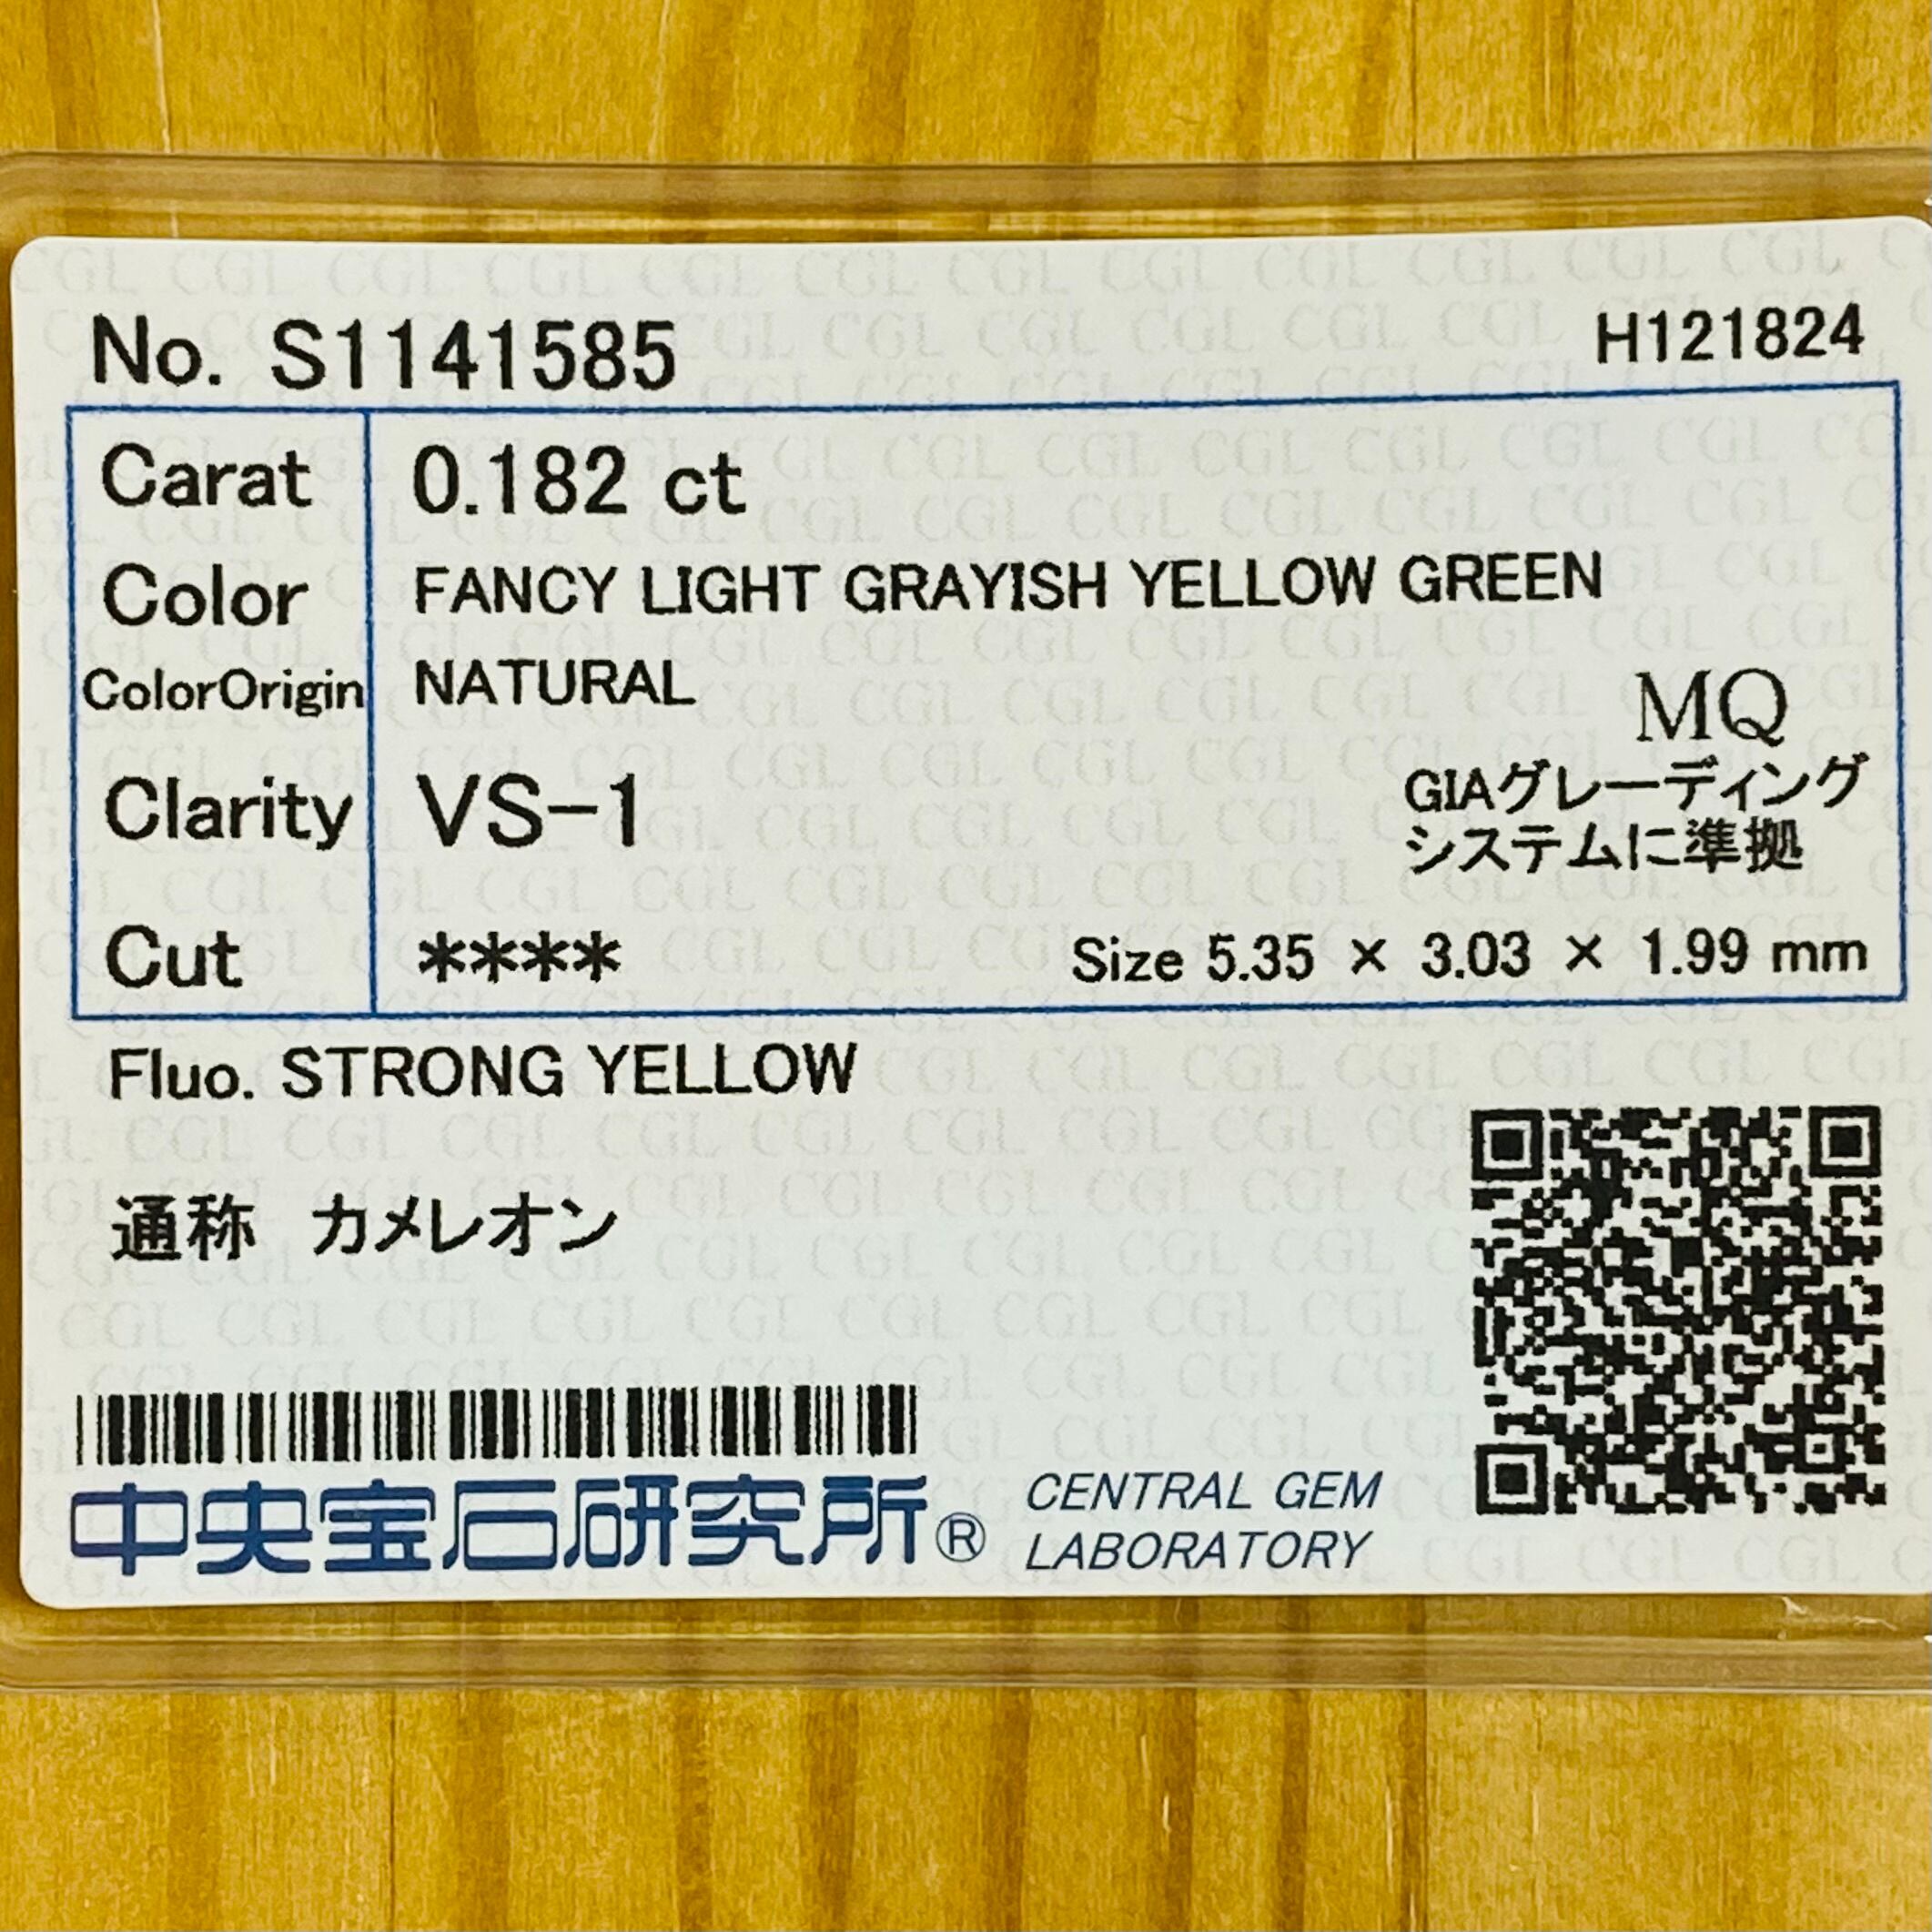 No. S1141585
H121824
Carat 0.182 ct
Color FANCY LIGHT GRAYISH YELLOW GREEN
ColorOrigin NATURAL
MQ
Clarity VS-1
GIAグレーディング
システムに準拠
Cut ****
Size 5.35 × 3.03 × 1.99 mm
Fluo. STRONG YELLOW
通称 カメレオン
中央宝石研究所®
CENTRAL GEM
LABORATORY